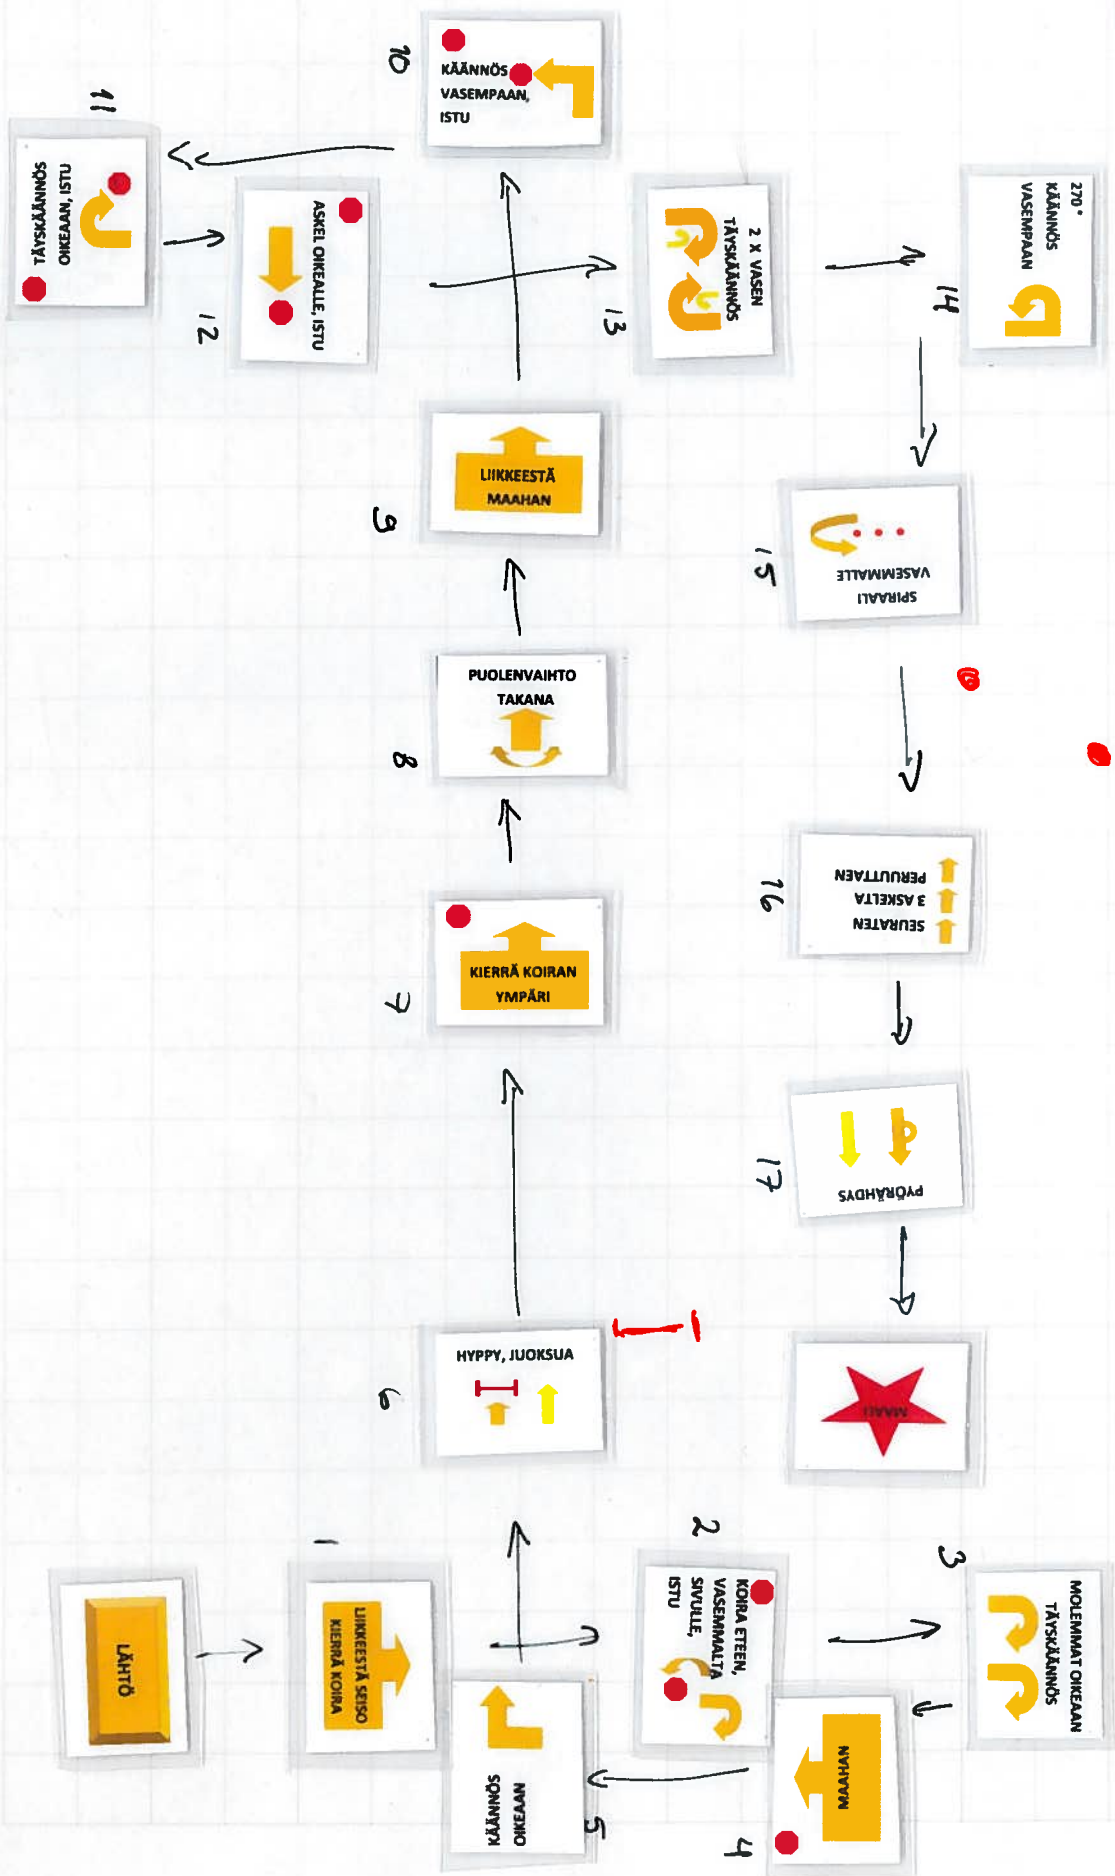 LÄHTÖ
1
LIIKKEESTÄ SEISO
KIERRÄ KOIRA
2
KOIRA ETEEN,
VASEMMALTA
SIVULLE,
ISTU
3
MOLEMMAT OIKEAAN
TÄYSKÄÄNNÖS
4
MAAHAN
5
KÄÄNNÖS
OIKEAAN
6
HYPPY, JUOKSUA
7
KIERRÄ KOIRAN
YMPÄRI
8
PUOLENVAIHTO
TAKANA
9
LIIKKEESTÄ
MAAHAN
10
KÄÄNNÖS
VASEMPAAN,
ISTU
11
TÄYSKÄÄNNÖS
OIKEAAN, ISTU
12
ASKEL OIKEALLE, ISTU
13
2 X VASEN
TÄYSKÄÄNNÖS
14
270°
KÄÄNNÖS
VASEMPAAN
15
SPIRAALI
VASEMMALLE
16
SEURATEN
3 ASKELTA
PERUUTTAEN
17
PYÖRÄHDYS
MAALI